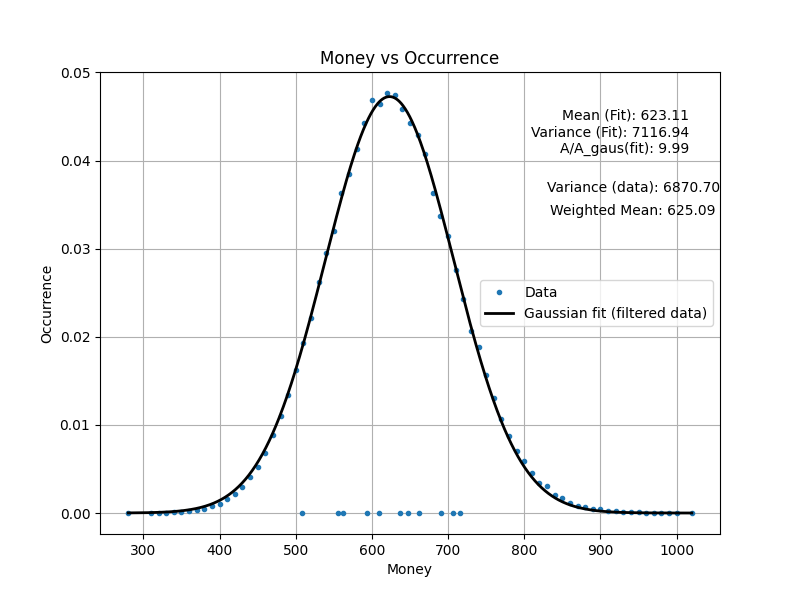 Money vs Occurrence
0.05
0.04
0.03
0.02
0.01
0.00
Occurrence
Mean (Fit): 623.11
Variance (Fit): 7116.94
A/A_gaus(fit): 9.99
Variance (data): 6870.70
Weighted Mean: 625.09
Data
Gaussian fit (filtered data)
300 400 500 600 700 800 900 1000
Money